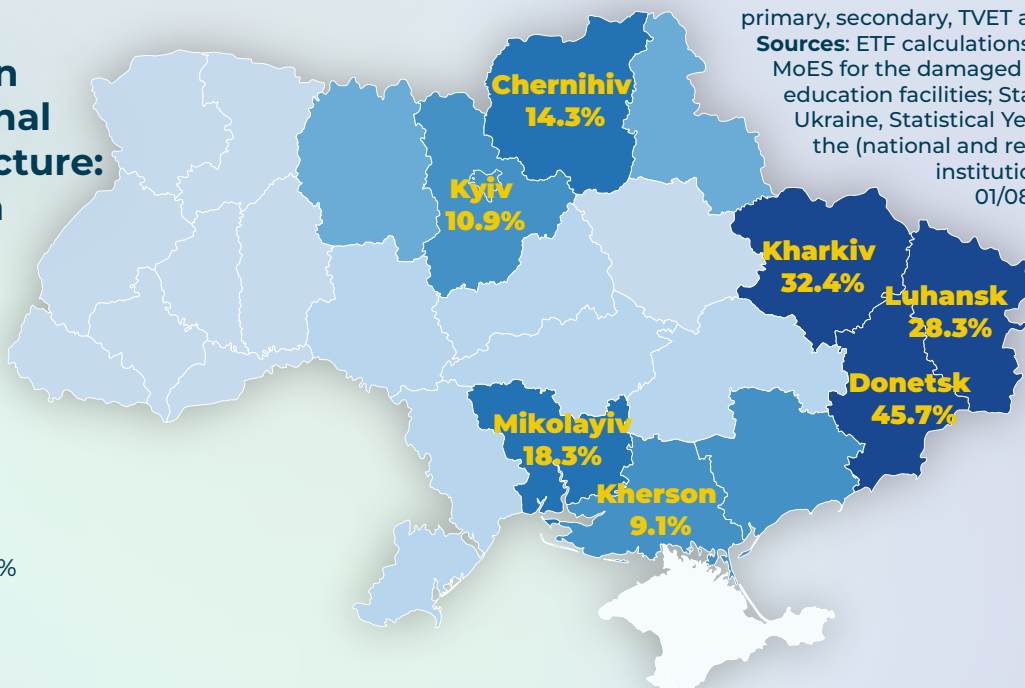 primary, secondary, TVET a
Sources: ETF calculations
MoES for the damaged
education facilities; Sta
Ukraine, Statistical Ye
the (national and re
institutio
01/08
n
nal
cture:
Chernihiv
14.3%
Kyiv
10.9%
Kharkiv
32.4%
Luhansk
28.3%
Donetsk
45.7%
Mikolayiv
18.3%
Kherson
9.1%
%